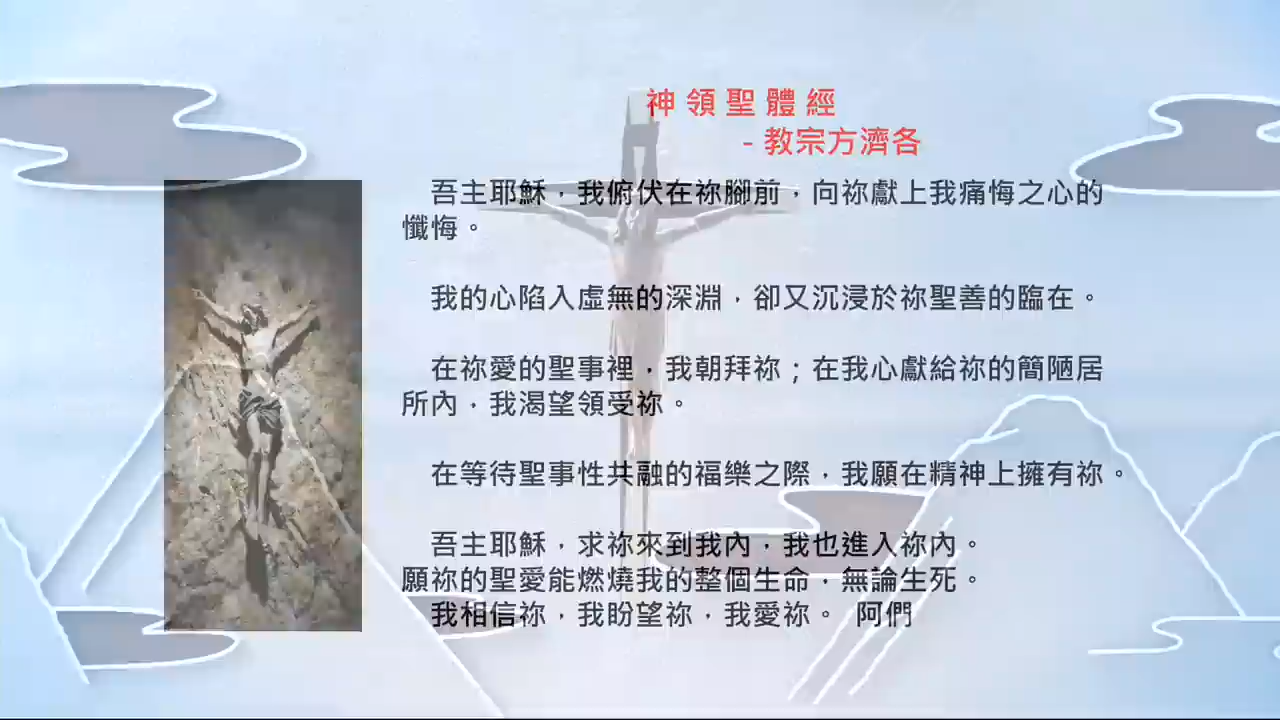 神領聖體經
- 教宗方濟各
吾主耶穌，我俯伏在祢腳前，向祢獻上我痛悔之心的
懺悔。
我的心陷入虛無的深淵，卻又沉浸於祢聖善的臨在。
在祢愛的聖事裡，我朝拜祢；在我心獻給祢的簡陋居
所內，我渴望領受祢。
在等待聖事性共融的福樂之際，我願在精神上擁有祢。
吾主耶穌，求祢來到我內，我也進入祢內。
願祢的聖愛能燃燒我的整個生命，無論生死。
我相信祢，我盼望祢，我愛祢。 阿們